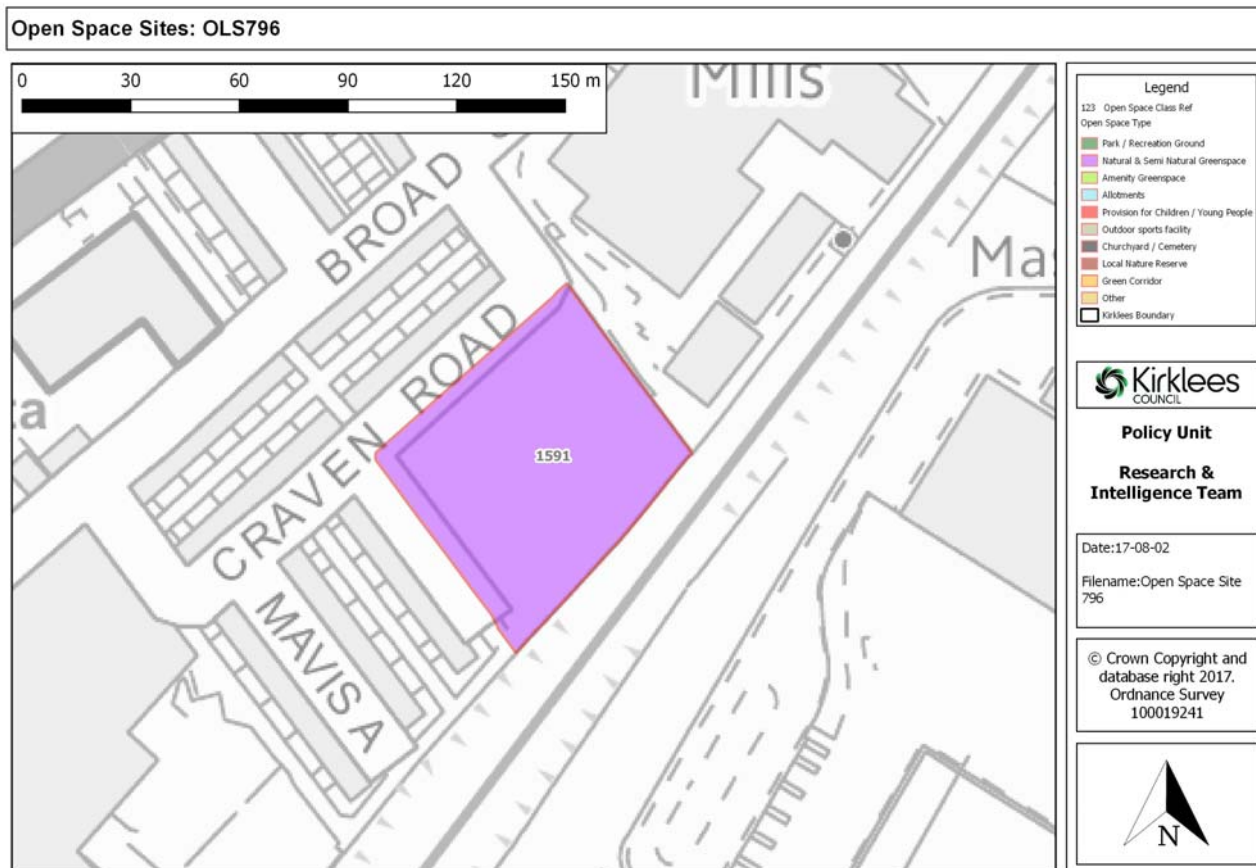 Open Space Sites: OLS796
0 30 60 90 120 150 m
Mills
BROAD
CRAVEN ROAD
MAVIS A
1591
Mas
ta
Legend
123 Open Space Class Ref
Open Space Type
Park / Recreation Ground
Natural & Semi Natural Greenspace
Amenity Greenspace
Allotments
Provision for Children / Young People
Outdoor sports facility
Churchyard / Cemetery
Local Nature Reserve
Green Corridor
Other
Kirklees Boundary
Kirklees
COUNCIL
Policy Unit
Research &
Intelligence Team
Date:17-08-02
Filename:Open Space Site
796
© Crown Copyright and
database right 2017.
Ordnance Survey
100019241
N